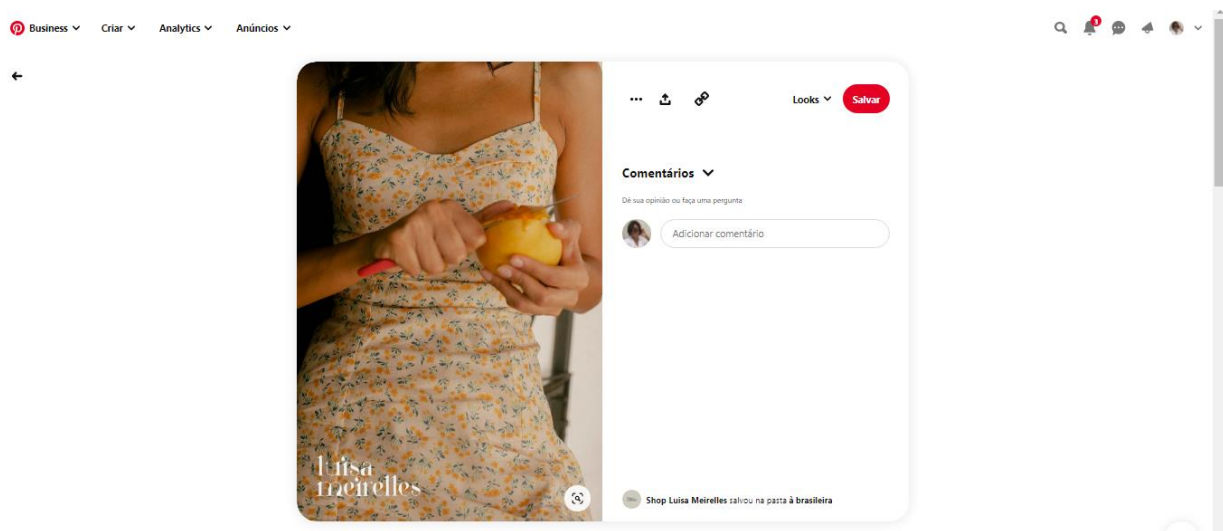 Business
Criar
Analytics
Anúncios
3
Looks
Salvar
Comentários
Dê sua opinião ou faça uma pergunta
Adicionar comentário
luisa
meirelles
Shop Luisa Meirelles salvou na pasta à brasileira